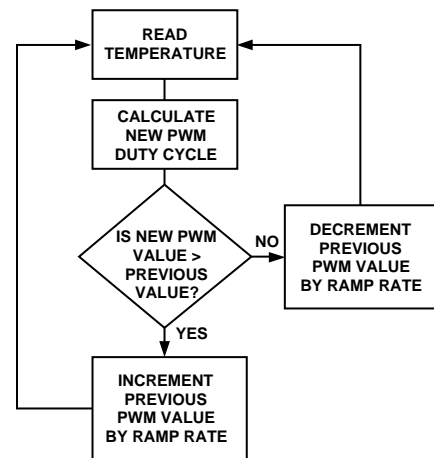 READ
TEMPERATURE
CALCULATE
NEW PWM
DUTY CYCLE
IS NEW PWM
VALUE >
PREVIOUS
VALUE?
NO
DECREMENT
PREVIOUS
PWM VALUE
BY RAMP RATE
YES
INCREMENT
PREVIOUS
PWM VALUE
BY RAMP RATE